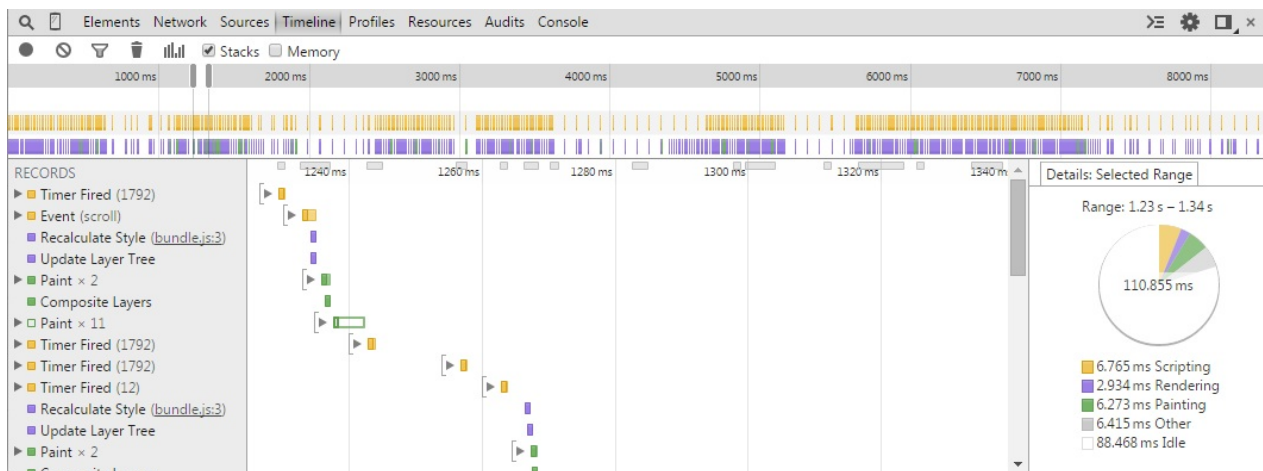 Elements Network Sources Timeline Profiles Resources Audits Console
Stacks Memory
1000 ms 2000 ms 3000 ms 4000 ms 5000 ms 6000 ms 7000 ms 8000 ms
RECORDS 1240 ms 1260 ms 1280 ms 1300 ms 1320 ms 1340 m
Timer Fired (1792)
Event (scroll)
Recalculate Style (bundle.js:3)
Update Layer Tree
Paint × 2
Composite Layers
Paint × 11
Timer Fired (1792)
Timer Fired (1792)
Timer Fired (12)
Recalculate Style (bundle.js:3)
Update Layer Tree
Paint × 2
Details: Selected Range
Range: 1.23 s – 1.34 s
110.855 ms
6.765 ms Scripting
2.934 ms Rendering
6.273 ms Painting
6.415 ms Other
88.468 ms Idle